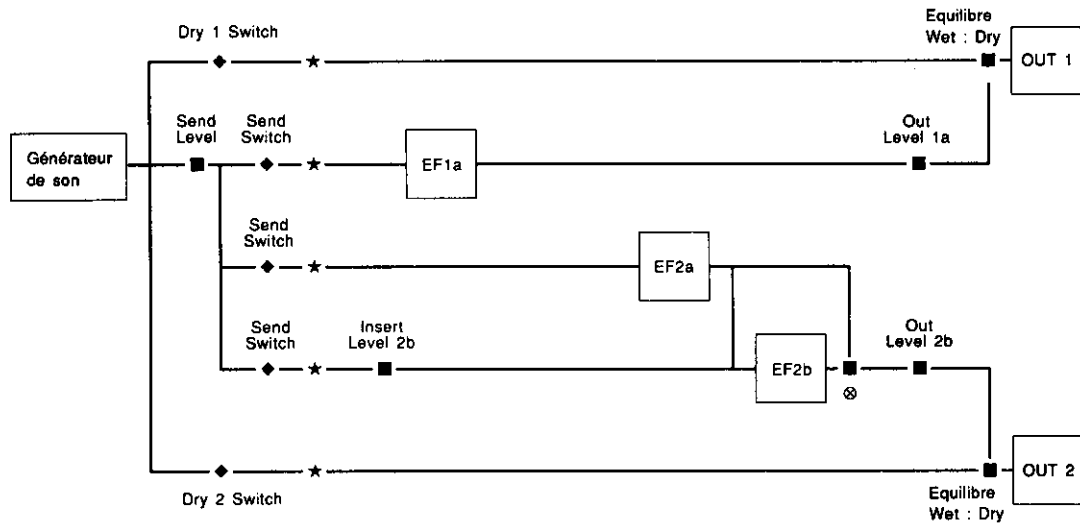 Dry 1 Switch
Equilibre
Wet : Dry
OUT 1
Send
Level
Send
Switch
Out
Level 1a
Générateur
de son
EF1a
Send
Switch
EF2a
Send
Switch
Insert
Level 2b
Out
Level 2b
EF2b
Dry 2 Switch
OUT 2
Equilibre
Wet : Dry